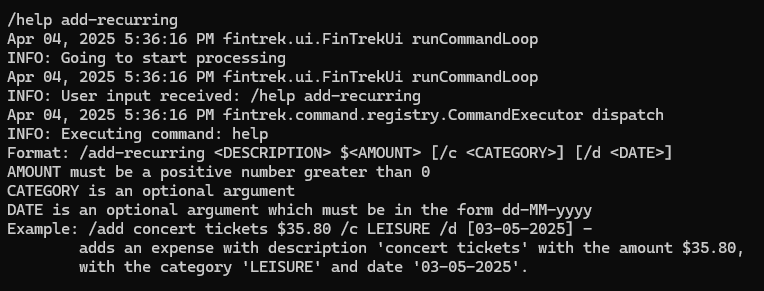 /help add-recurring
Apr 04, 2025 5:36:16 PM fintrek.ui.FinTrekUi runCommandLoop
INFO: Going to start processing
Apr 04, 2025 5:36:16 PM fintrek.ui.FinTrekUi runCommandLoop
INFO: User input received: /help add-recurring
Apr 04, 2025 5:36:16 PM fintrek.command.registry.CommandExecutor dispatch
INFO: Executing command: help
Format: /add-recurring <DESCRIPTION> $<AMOUNT> [/c <CATEGORY>] [/d <DATE>]
AMOUNT must be a positive number greater than 0
CATEGORY is an optional argument
DATE is an optional argument which must be in the form dd-MM-yyyy
Example: /add concert tickets $35.80 /c LEISURE /d [03-05-2025] -
        adds an expense with description 'concert tickets' with the amount $35.80,
        with the category 'LEISURE' and date '03-05-2025'.